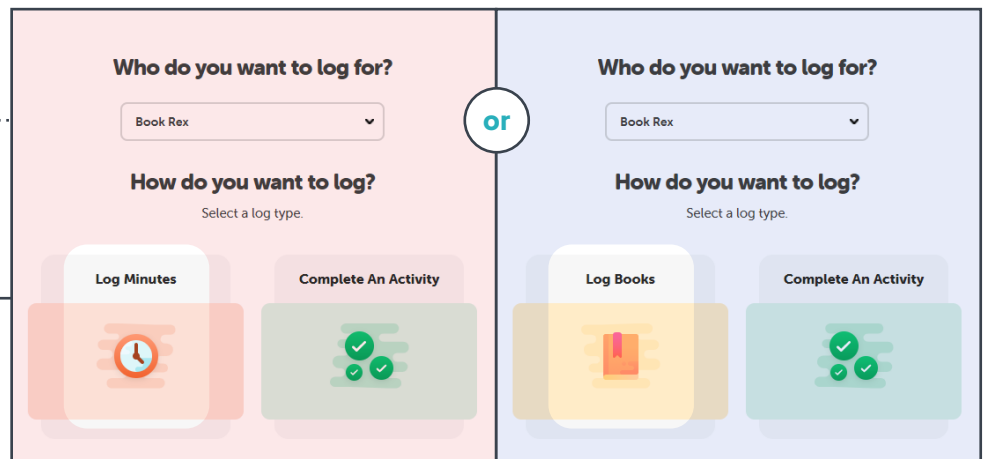 Who do you want to log for?
Book Rex
How do you want to log?
Select a log type.
Log Minutes
Complete An Activity
or
Who do you want to log for?
Book Rex
How do you want to log?
Select a log type.
Log Books
Complete An Activity